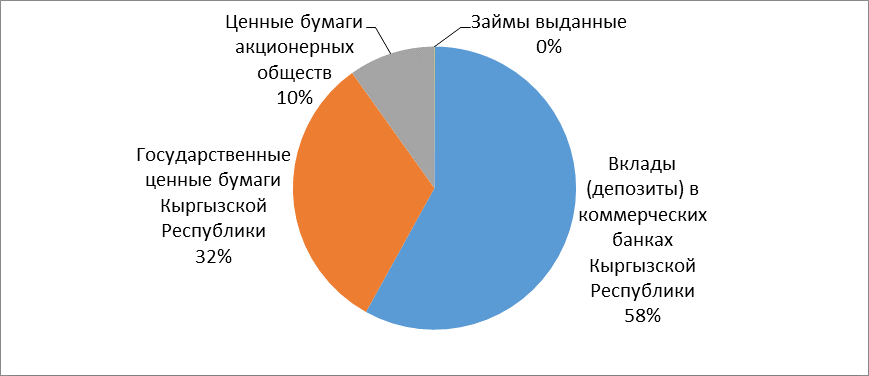 Ценные бумаги
акционерных
обществ
10%
Займы выданные
0%
Государственные
ценные бумаги
Кыргызской
Республики
32%
Вклады
(депозиты) в
коммерческих
банках
Кыргызской
Республики
58%